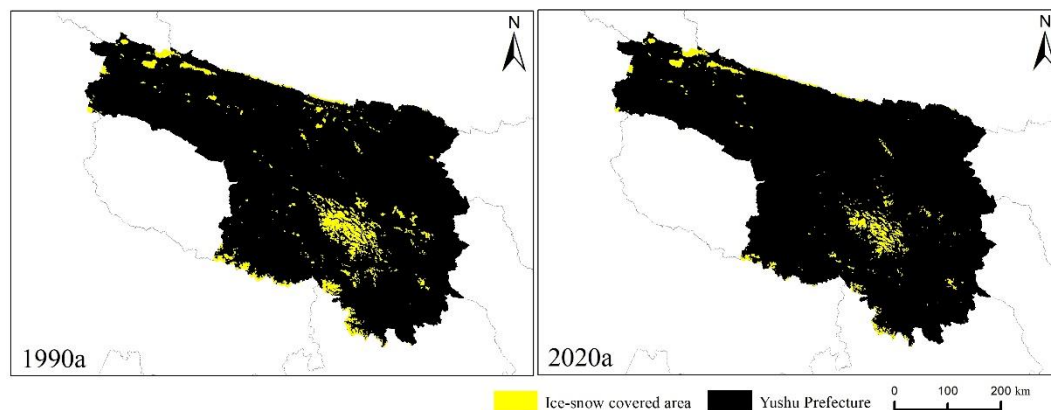 N
N
1990a
2020a
Ice-snow covered area
Yushu Prefecture
0 100 200 km